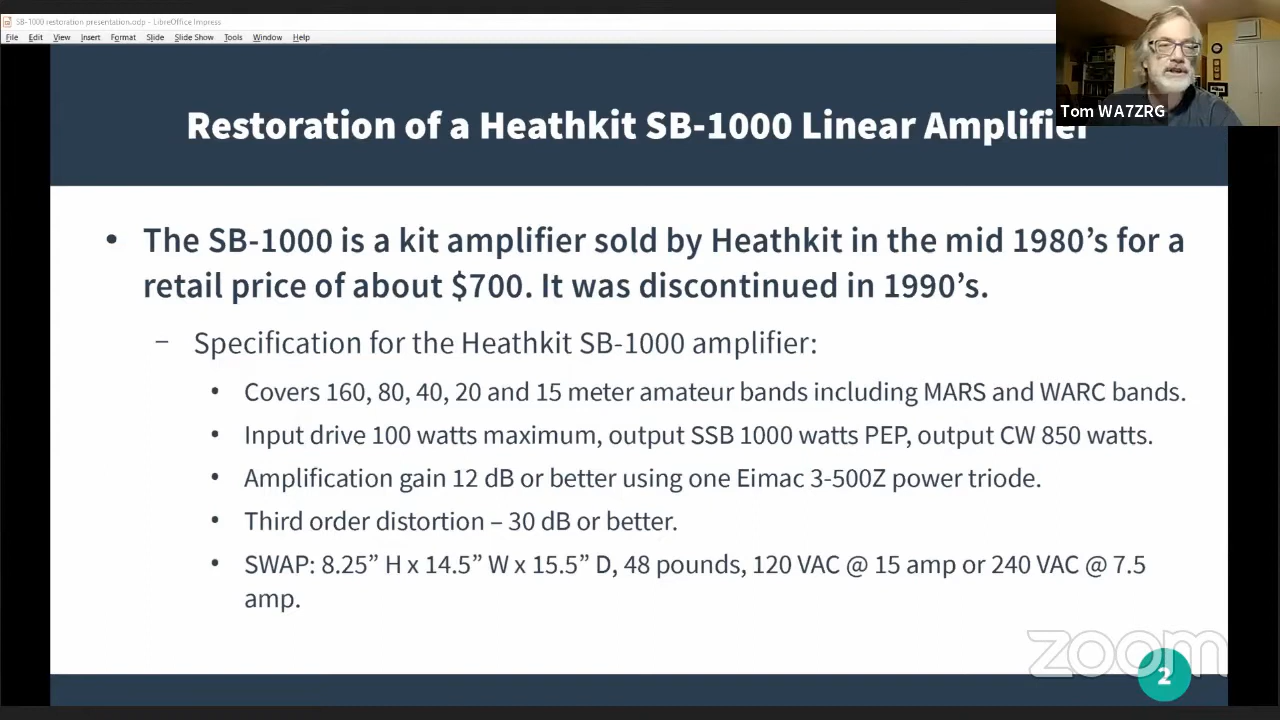 SB-1000 restoration presentation.odp - LibreOffice Impress
File Edit View Insert Format Slide Slide Show Tools Window Help
Tom WA7ZRG
Restoration of a Heathkit SB-1000 Linear Amplifier
• The SB-1000 is a kit amplifier sold by Heathkit in the mid 1980’s for a
retail price of about $700. It was discontinued in 1990’s.
– Specification for the Heathkit SB-1000 amplifier:
• Covers 160, 80, 40, 20 and 15 meter amateur bands including MARS and WARC bands.
• Input drive 100 watts maximum, output SSB 1000 watts PEP, output CW 850 watts.
• Amplification gain 12 dB or better using one Eimac 3-500Z power triode.
• Third order distortion – 30 dB or better.
• SWAP: 8.25” H x 14.5” W x 15.5” D, 48 pounds, 120 VAC @ 15 amp or 240 VAC @ 7.5
amp.
zoom
2